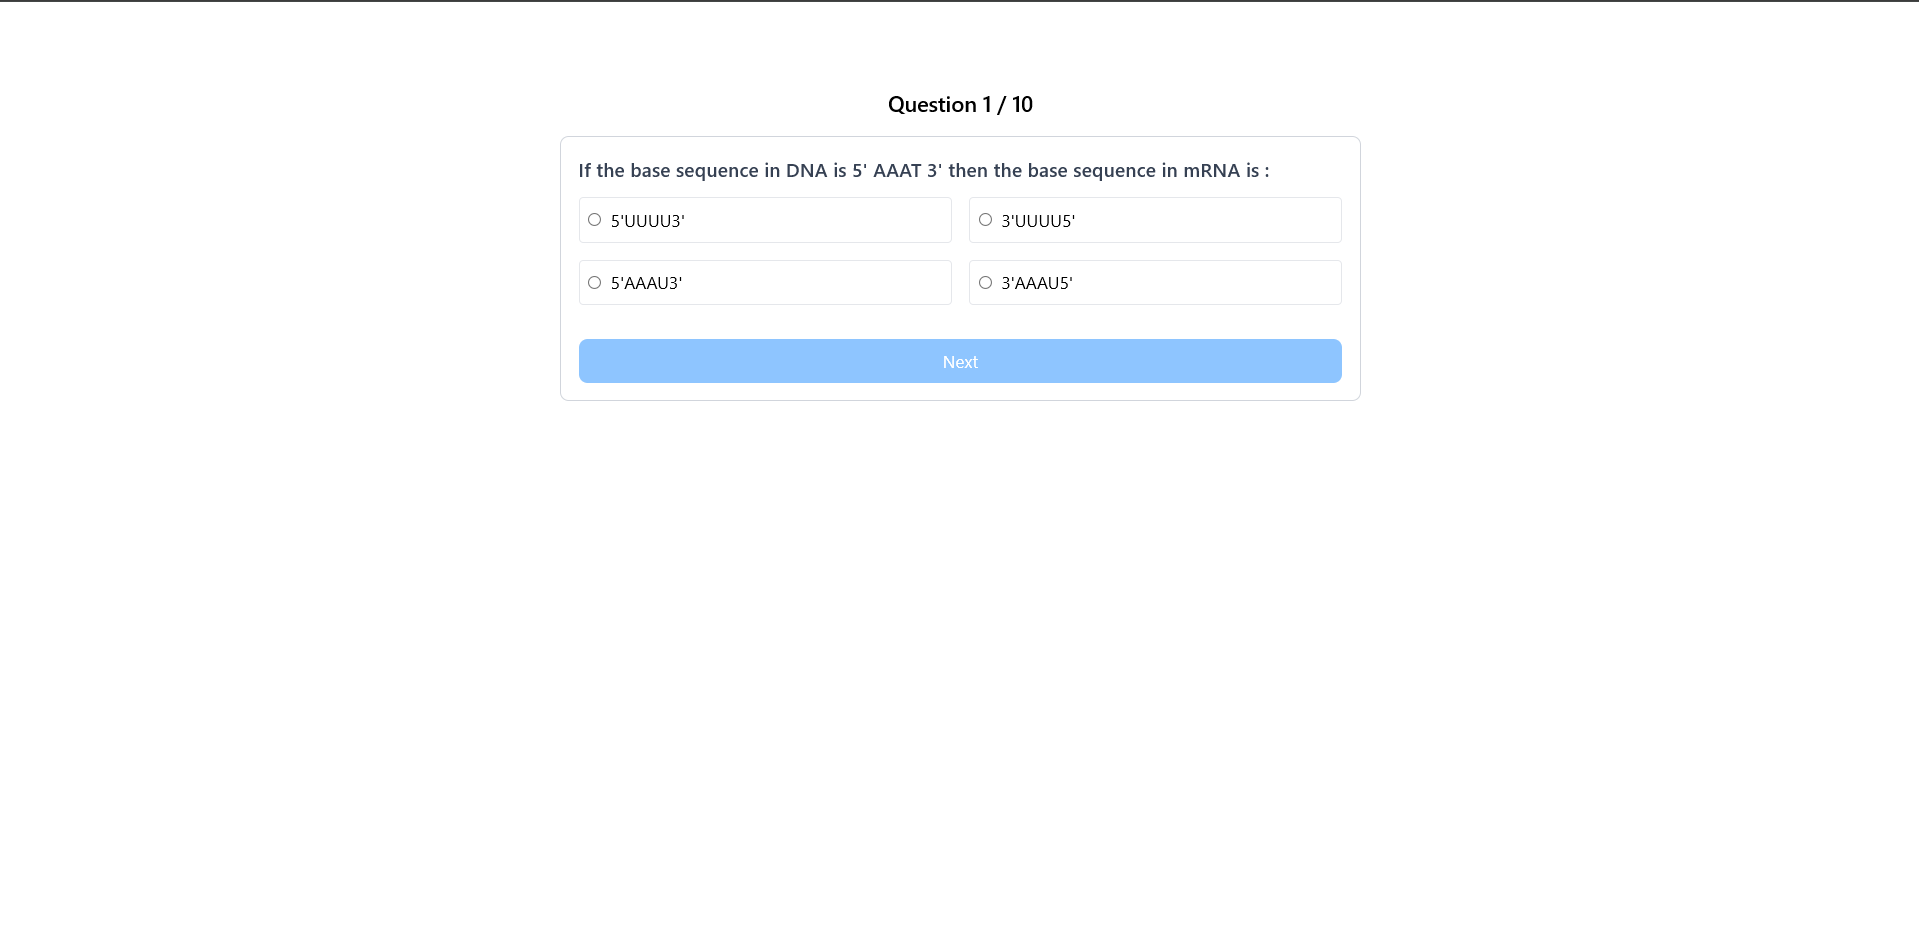 Question 1 / 10
If the base sequence in DNA is 5' AAAT 3' then the base sequence in mRNA is :
5'UUUU3'
3'UUUU5'
5'AAAU3'
3'AAAU5'
Next